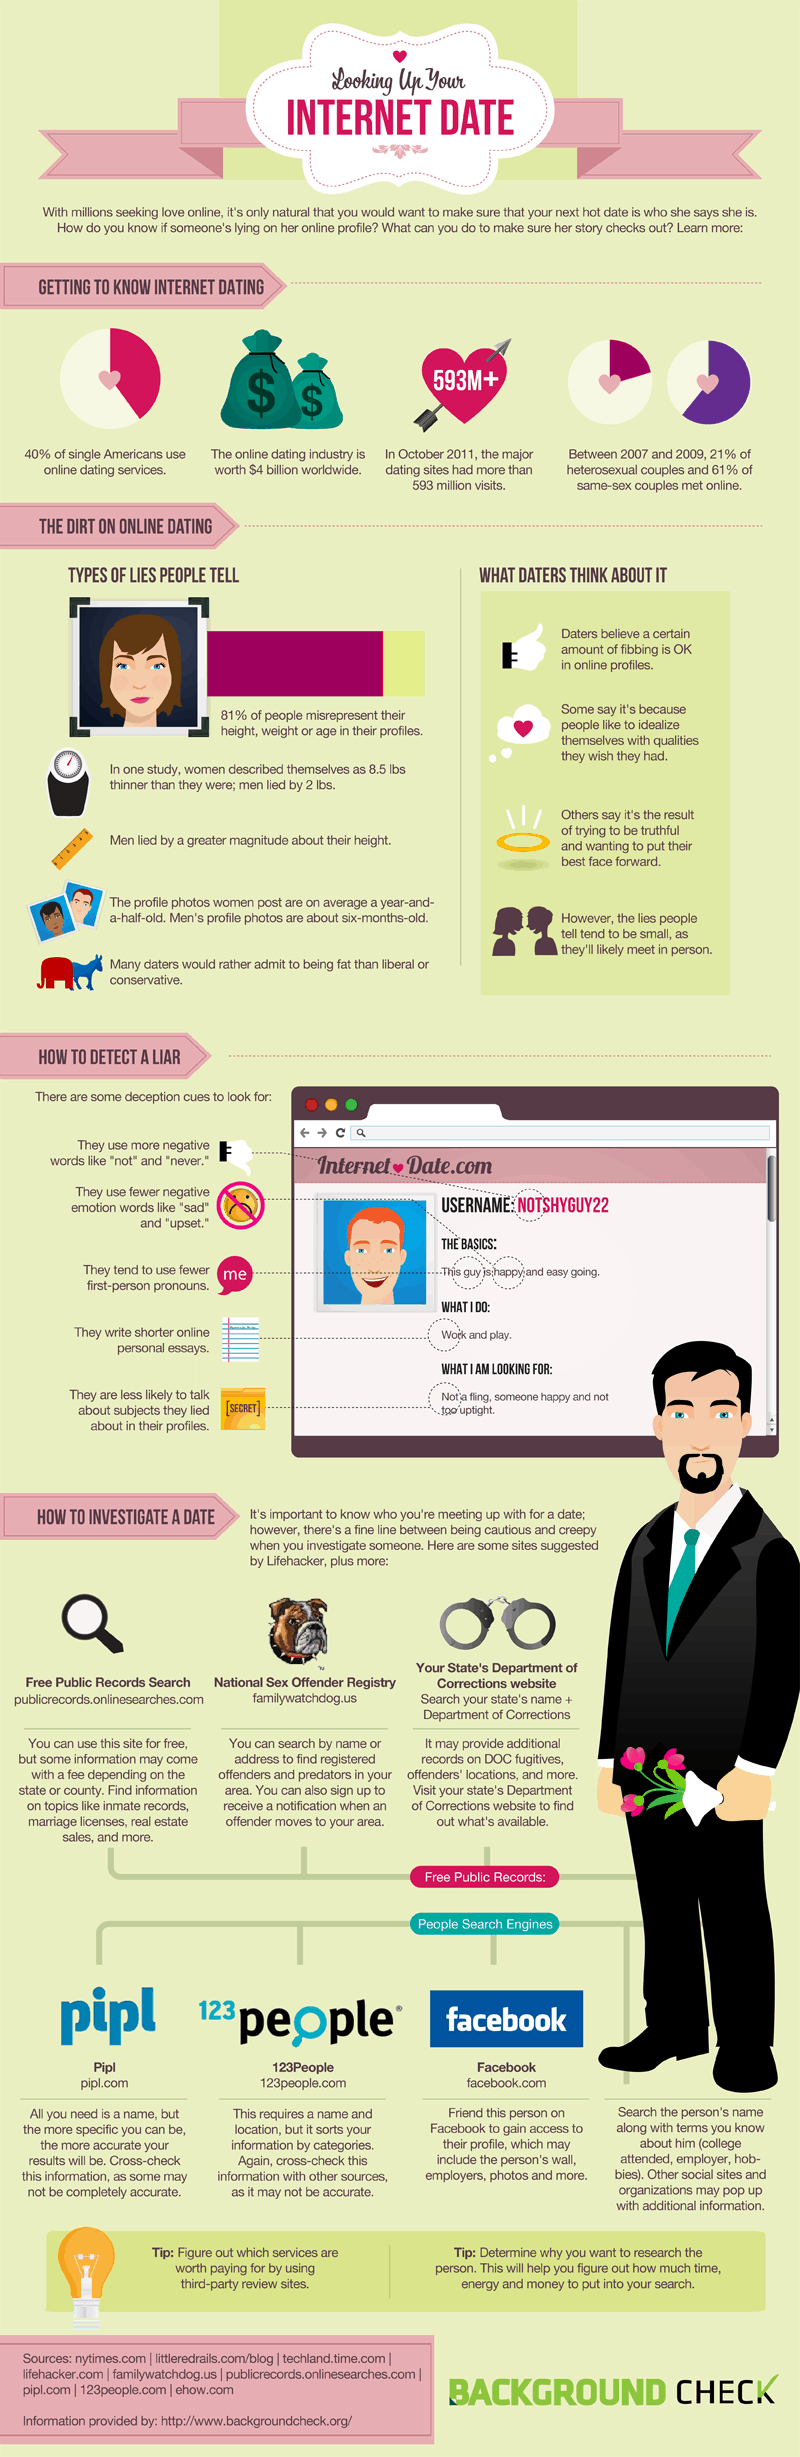 Looking Up Your
INTERNET DATE
With millions seeking love online, it's only natural that you would want to make sure that your next hot date is who she says she is.
How do you know if someone's lying on her online profile? What can you do to make sure her story checks out? Learn more:
GETTING TO KNOW INTERNET DATING
$ $
593M+
40% of single Americans use
online dating services.
The online dating industry is
worth $4 billion worldwide.
In October 2011, the major
dating sites had more than
593 million visits.
Between 2007 and 2009, 21% of
heterosexual couples and 61% of
same-sex couples met online.
THE DIRT ON ONLINE DATING
TYPES OF LIES PEOPLE TELL
81% of people misrepresent their
height, weight or age in their profiles.
In one study, women described themselves as 8.5 lbs
thinner than they were; men lied by 2 lbs.
Men lied by a greater magnitude about their height.
The profile photos women post are on average a year-and-
a-half-old. Men's profile photos are about six-months-old.
Many daters would rather admit to being fat than liberal or
conservative.
WHAT DATERS THINK ABOUT IT
Daters believe a certain
amount of fibbing is OK
in online profiles.
Some say it's because
people like to idealize
themselves with qualities
they wish they had.
Others say it's the result
of trying to be truthful
and wanting to put their
best face forward.
However, the lies people
tell tend to be small, as
they'll likely meet in person.
HOW TO DETECT A LIAR
There are some deception cues to look for:
They use more negative
words like "not" and "never."
They use fewer negative
emotion words like "sad"
and "upset."
They tend to use fewer
first-person pronouns.
me
They write shorter online
personal essays.
They are less likely to talk
about subjects they lied
about in their profiles.
[SECRET]
Internet Date.com
USERNAME: NOTSHYGUY22
THE BASICS:
This guy is happy and easy going.
WHAT I DO:
Work and play.
WHAT I AM LOOKING FOR:
Not a fling, someone happy and not
too uptight.
HOW TO INVESTIGATE A DATE
It's important to know who you're meeting up with for a date;
however, there's a fine line between being cautious and creepy
when you investigate someone. Here are some sites suggested
by Lifehacker, plus more:
Free Public Records Search
publicrecords.onlinesearches.com
You can use this site for free,
but some information may come
with a fee depending on the
state or county. Find information
on topics like inmate records,
marriage licenses, real estate
sales, and more.
National Sex Offender Registry
familywatchdog.us
You can search by name or
address to find registered
offenders and predators in your
area. You can also sign up to
receive a notification when an
offender moves to your area.
Your State's Department of
Corrections website
Search your state's name +
Department of Corrections
It may provide additional
records on DOC fugitives,
offenders' locations, and more.
Visit your state's Department
of Corrections website to find
out what's available.
Free Public Records:
People Search Engines
pipl
Pipl
pipl.com
All you need is a name, but
the more specific you can be,
the more accurate your
results will be. Cross-check
this information, as some may
not be completely accurate.
123people®
123People
123people.com
This requires a name and
location, but it sorts your
information by categories.
Again, cross-check this
information with other sources,
as it may not be accurate.
facebook
Facebook
facebook.com
Friend this person on
Facebook to gain access to
their profile, which may
include the person's wall,
employers, photos and more.
Search the person's name
along with terms you know
about him (college
attended, employer, hob-
bies). Other social sites and
organizations may pop up
with additional information.
Tip: Figure out which services are
worth paying for by using
third-party review sites.
Tip: Determine why you want to research the
person. This will help you figure out how much time,
energy and money to put into your search.
Sources: nytimes.com | littleredrails.com/blog | techland.time.com |
lifehacker.com | familywatchdog.us | publicrecords.onlinesearches.com |
pipl.com | 123people.com | ehow.com
Information provided by: http://www.backgroundcheck.org/
BACKGROUND CHECK